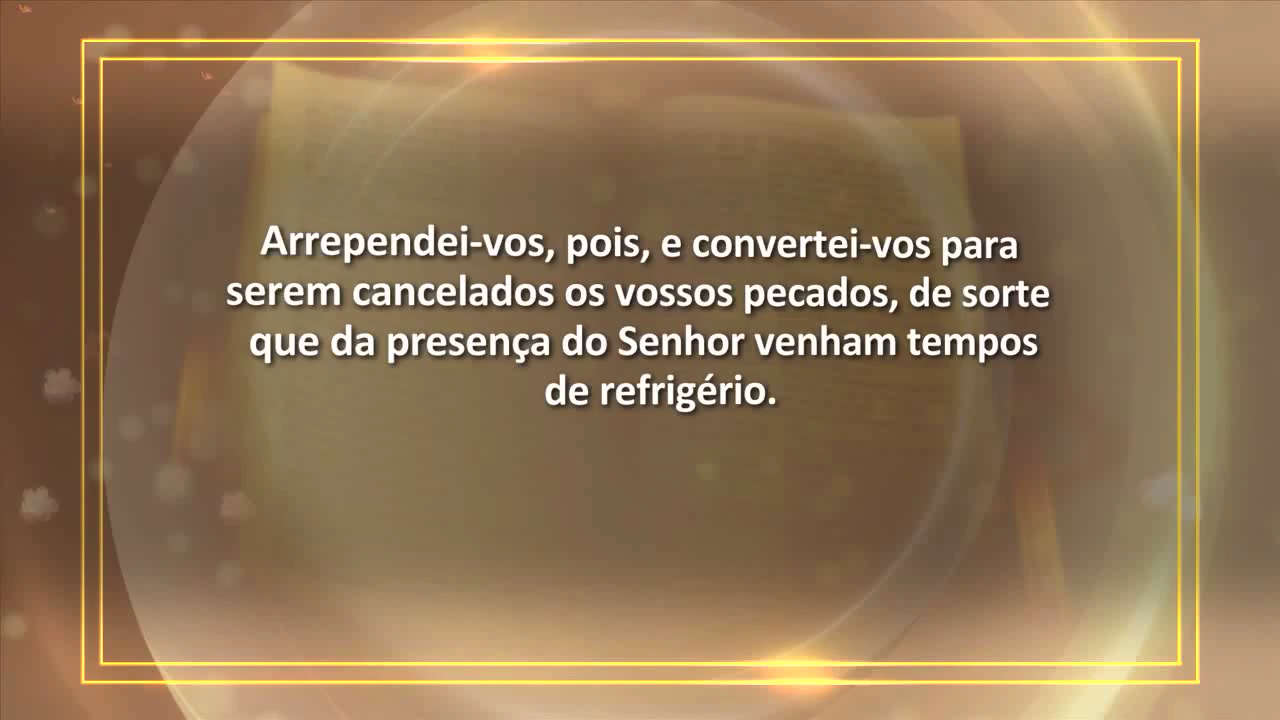 Arrependei-vos, pois, e convertei-vos para
serem cancelados os vossos pecados, de sorte
que da presença do Senhor venham tempos
de refrigério.